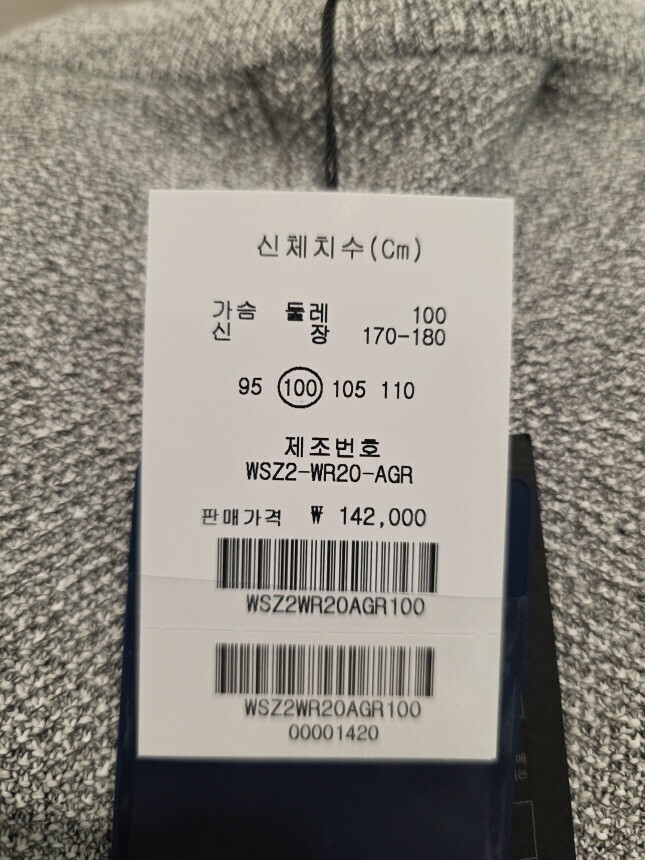 신체치수(Cm)
가슴 둘레 100
신 장 170-180
95 100 105 110
제조번호
WSZ2-WR20-AGR
판매가격 ₩ 142,000
WSZ2WR20AGR100
WSZ2WR20AGR100
00001420